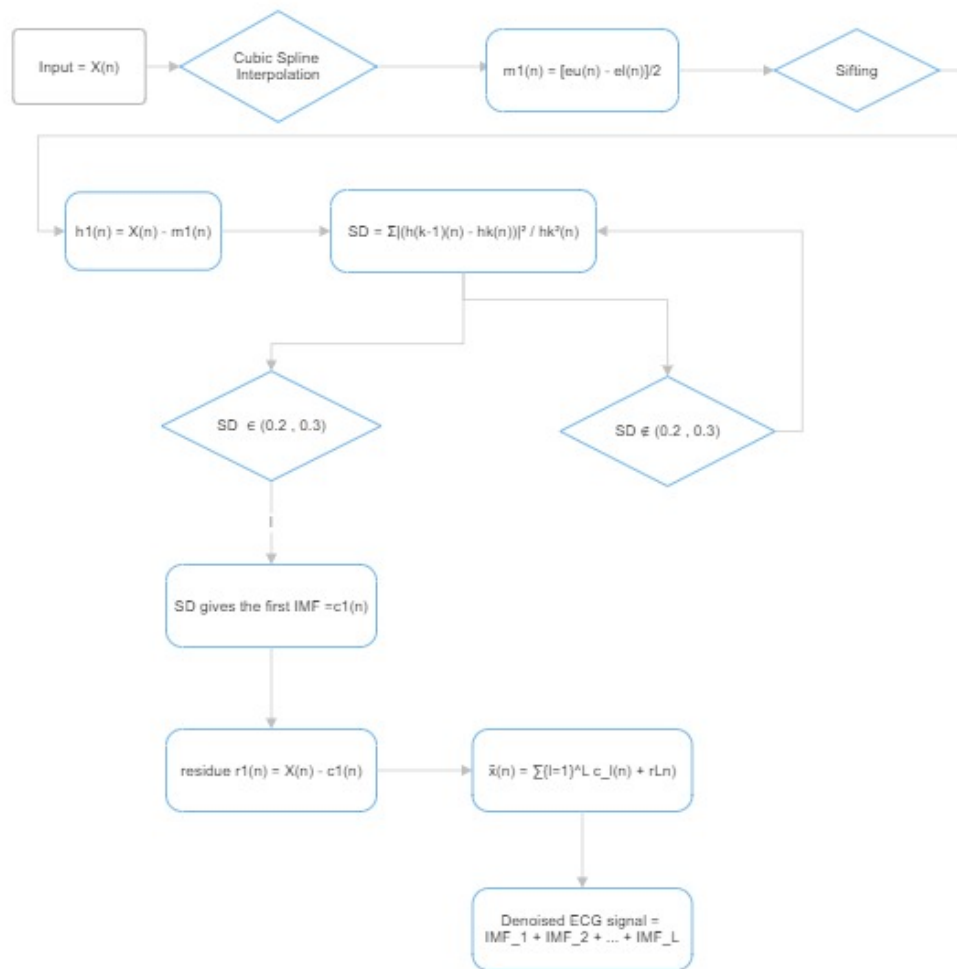 Input = X(n)
Cubic Spline
Interpolation
m1(n) = [eu(n) - el(n)]/2
Sifting
h1(n) = X(n) - m1(n)
SD = Σ|(h(k-1)(n) - hk(n))|² / hk²(n)
SD ∈ (0.2 , 0.3)
SD ∉ (0.2 , 0.3)
SD gives the first IMF =c1(n)
residue r1(n) = X(n) - c1(n)
x̃(n) = ∑{l=1}^L c_l(n) + rLn)
Denoised ECG signal =
IMF_1 + IMF_2 + ... + IMF_L